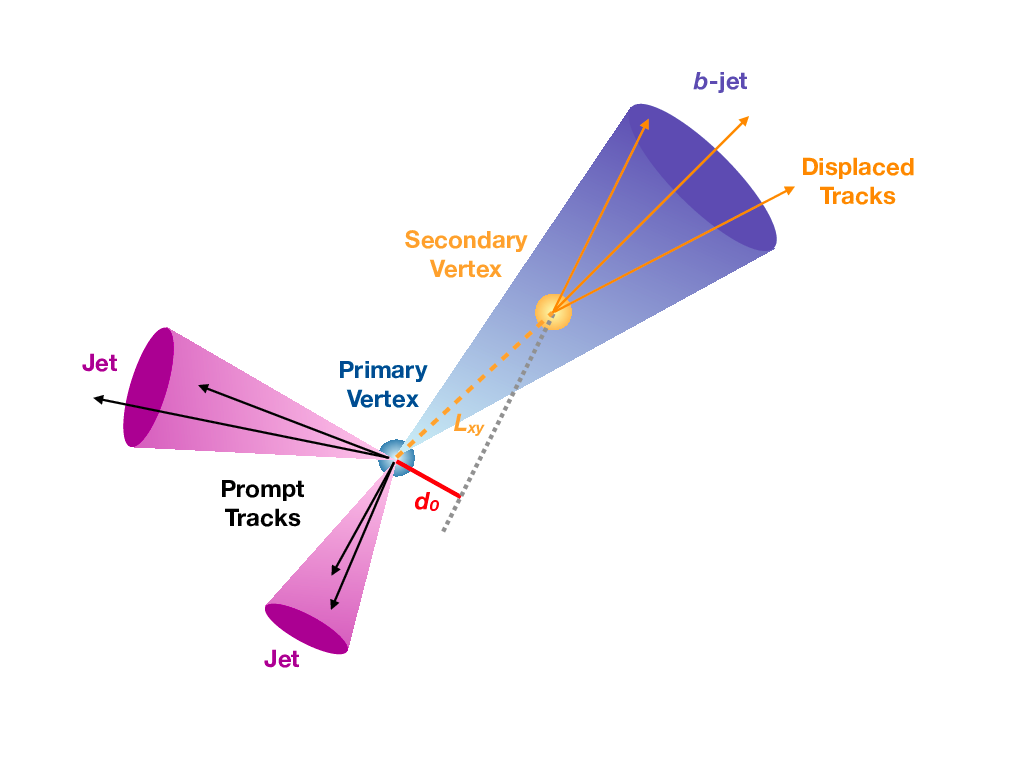 b-jet
Displaced
Tracks
Secondary
Vertex
Jet
Primary
Vertex
Lxy
Prompt
Tracks
d0
Jet